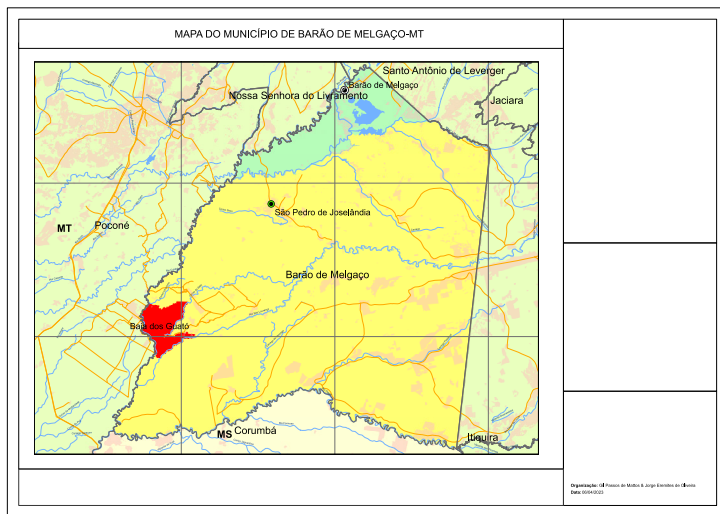 MAPA DO MUNICÍPIO DE BARÃO DE MELGAÇO-MT
Santo Antônio de Leverger
Barão de Melgaço
Nossa Senhora do Livramento
Jaciara
São Pedro de Joselândia
MT
Poconé
Barão de Melgaço
Baía dos Guató
MS Corumbá
Itiquira
Organização: Gil Passos de Mattos & Jorge Eremites de Oliveira
Data: 06/04/2023